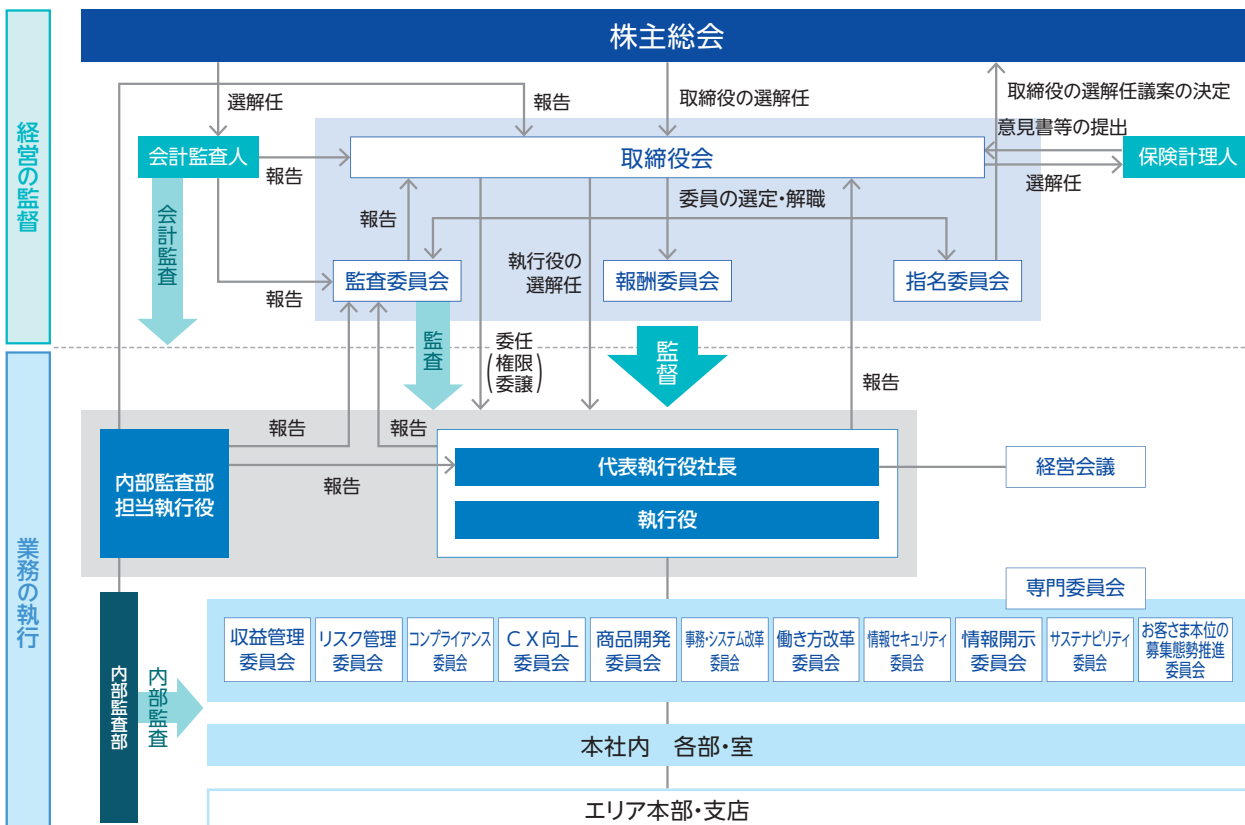 株主総会
経営の監督
選解任
報告
取締役の選解任
取締役の選解任議案の決定
意見書等の提出
会計監査人
報告
取締役会
保険計理人
選解任
会計監査
報告
委員の選定・解職
執行役の
選解任
監査委員会
報酬委員会
指名委員会
報告
監査
委任
(権限
委譲)
監督
報告
業務の執行
報告
報告
内部監査部
担当執行役
報告
代表執行役社長
経営会議
執行役
専門委員会
収益管理
委員会
リスク管理
委員会
コンプライアンス
委員会
CX向上
委員会
商品開発
委員会
事務・システム改革
委員会
働き方改革
委員会
情報セキュリティ
委員会
情報開示
委員会
サステナビリティ
委員会
お客さま本位の
募集態勢推進
委員会
内部監査部
内部監査
本社内 各部・室
エリア本部・支店